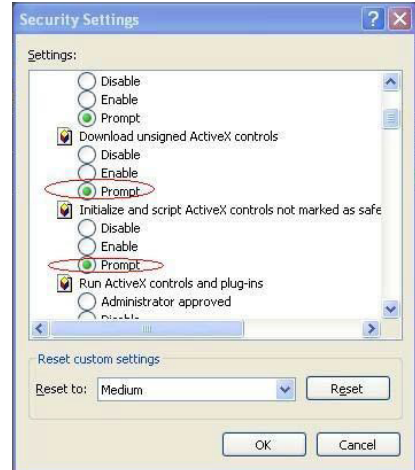 Security Settings
Settings:
Disable
Enable
Prompt
Download unsigned ActiveX controls
Disable
Enable
Prompt
Initialize and script ActiveX controls not marked as safe
Disable
Enable
Prompt
Run ActiveX controls and plug-ins
Administrator approved
Disable
Reset custom settings
Reset to:
Medium
Reset
OK
Cancel